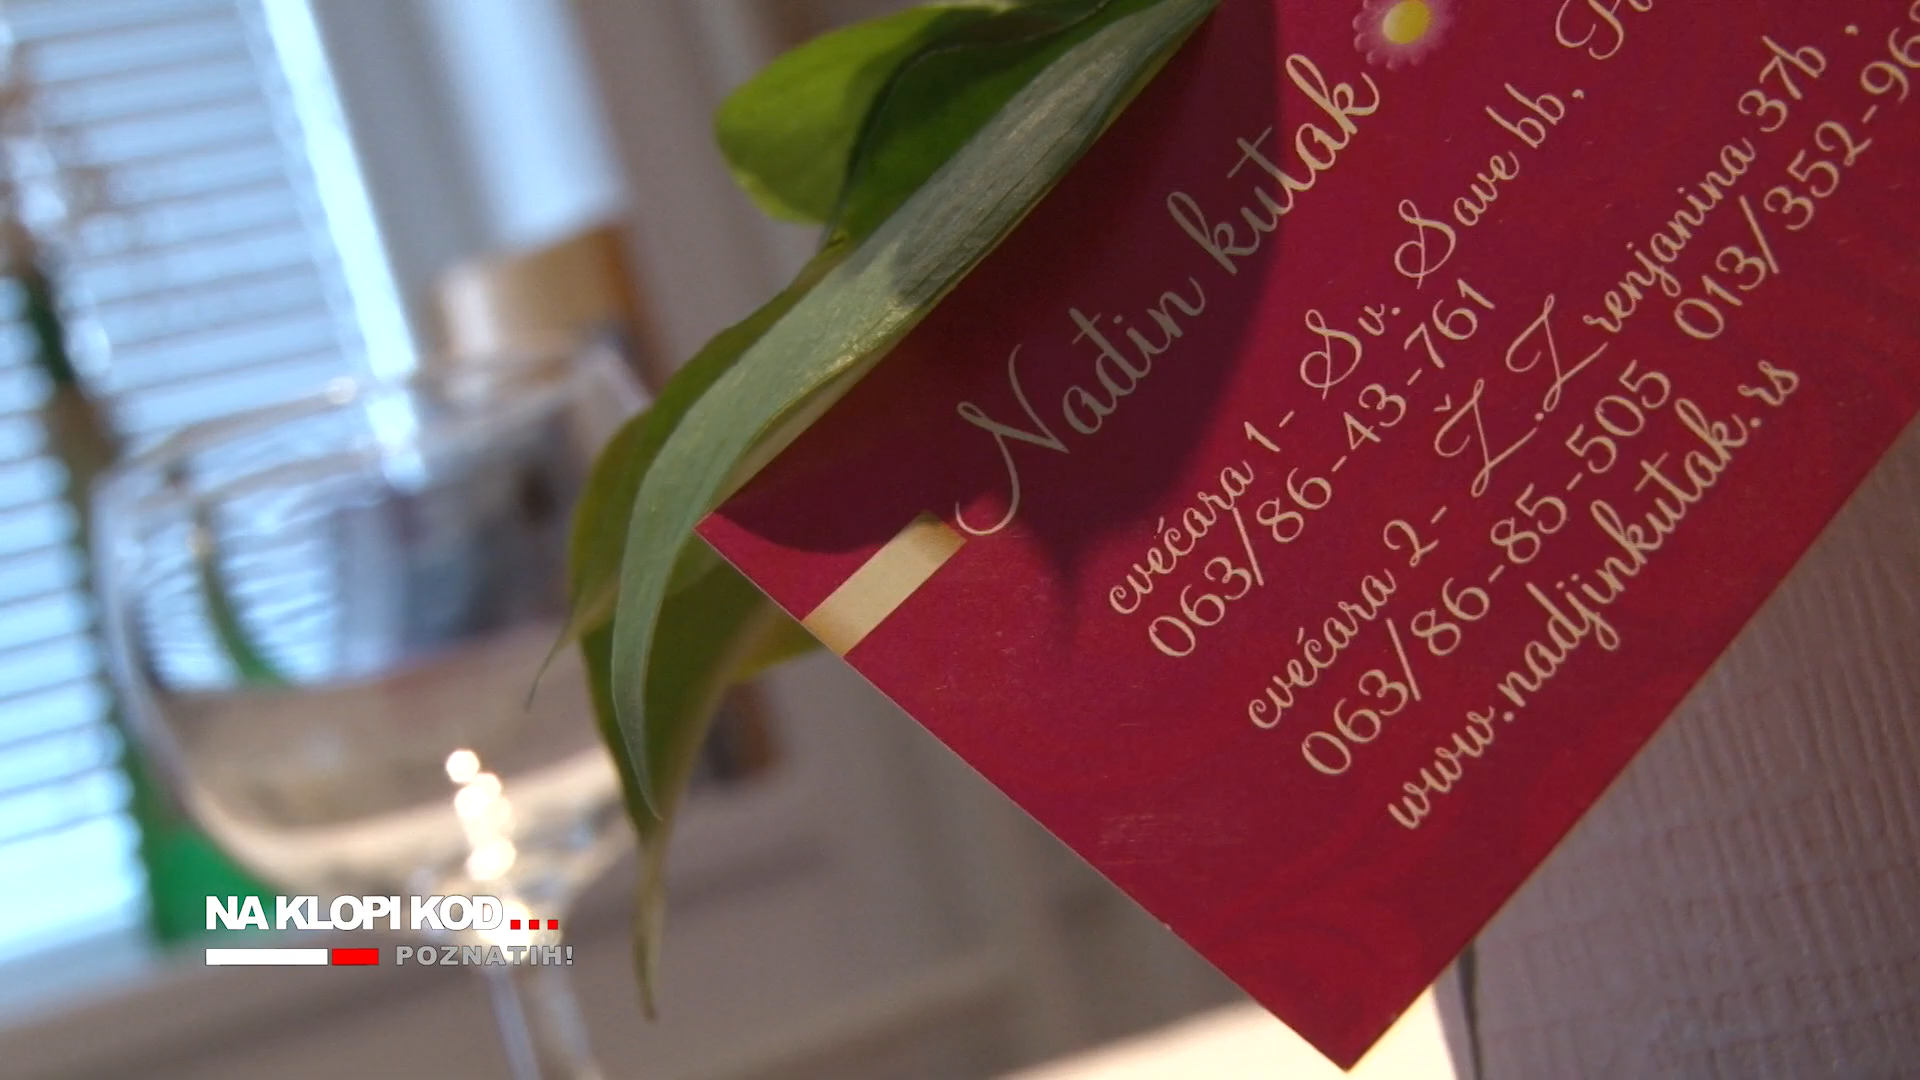 Nađin kutak
cvećara 1- Sv. Save bb,
063/86-43-761
cvećara 2- Ž.Zrenjanina 37b,
063/86-85-505 013/352-96
www.nadjinkutak.rs
NA KLOPI KOD...
POZNATIH!